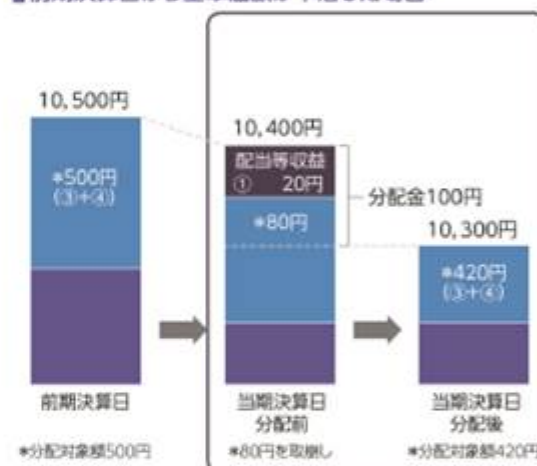 10,500円
*500円
(③+④)
前期決算日
*分配対象額500円
10,400円
配当等収益
① 20円
*80円
分配金100円
当期決算日
分配前
*80円を取崩し
10,300円
*420円
(③+④)
当期決算日
分配後
*分配対象額420円